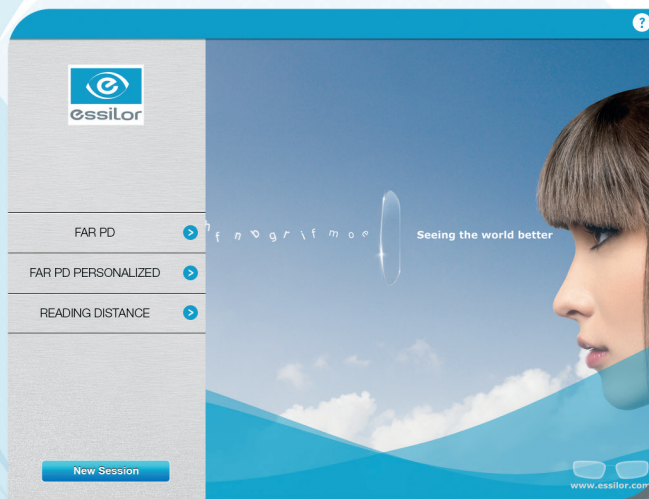 ?
essilor
FAR PD
FAR PD PERSONALIZED
READING DISTANCE
f n a g r i f m o e
Seeing the world better
New Session
www.essilor.com